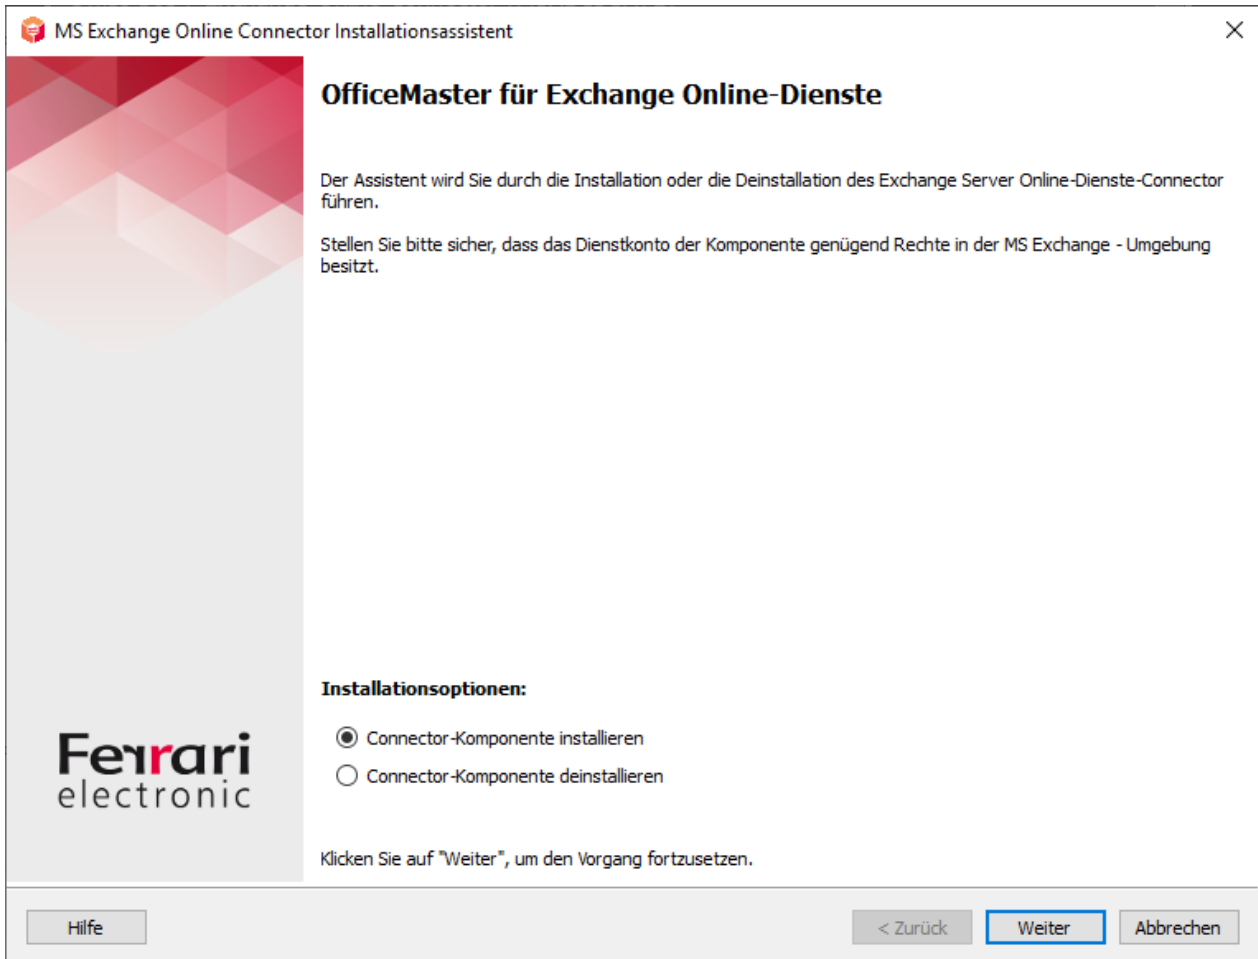 MS Exchange Online Connector Installationsassistent
OfficeMaster für Exchange Online-Dienste
Der Assistent wird Sie durch die Installation oder die Deinstallation des Exchange Server Online-Dienste-Connector
führen.
Stellen Sie bitte sicher, dass das Dienstkonto der Komponente genügend Rechte in der MS Exchange - Umgebung
besitzt.
Installationsoptionen:
Connector-Komponente installieren
Connector-Komponente deinstallieren
Ferrari
electronic
Klicken Sie auf "Weiter", um den Vorgang fortzusetzen.
Hilfe
< Zurück
Weiter
Abbrechen